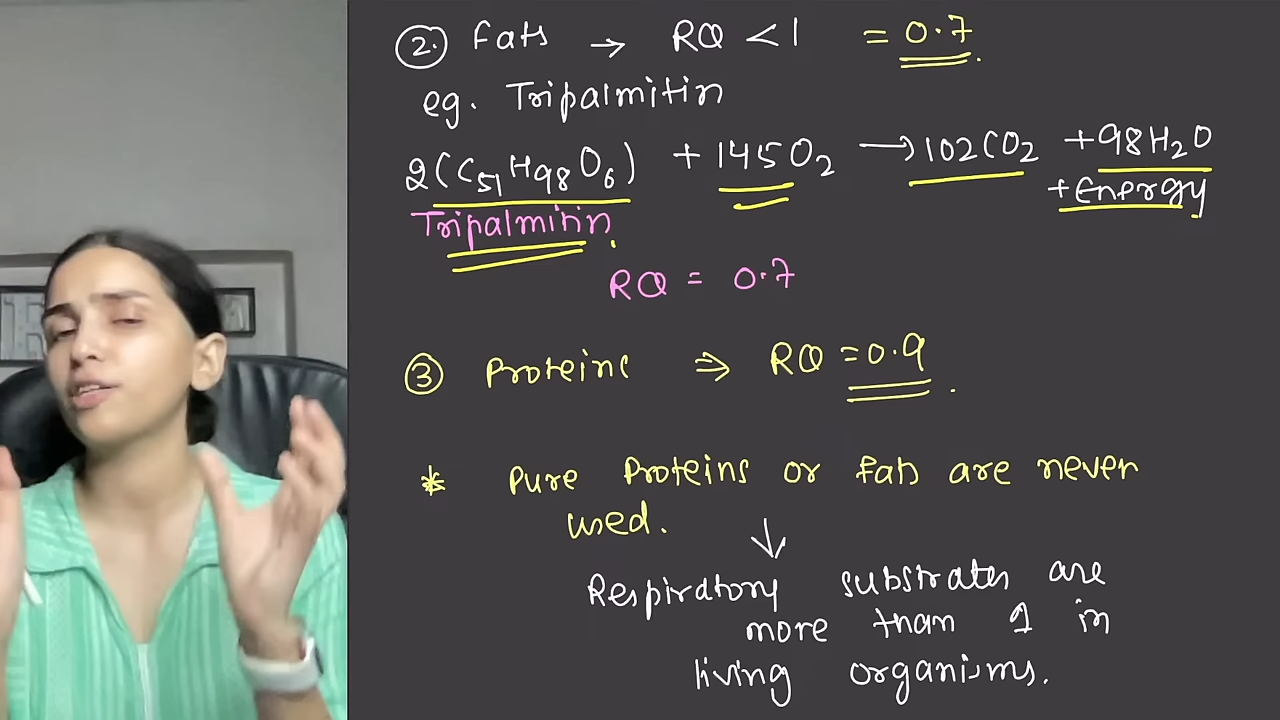 2. Fats → RQ < 1 = 0.7
eg. Tripalmitin
2(C51H98O6) + 145O2 → 102CO2 + 98H2O
+ Energy
Tripalmitin
RQ = 0.7
3 Proteins ⇒ RQ = 0.9
* Pure Proteins or fats are never
used.
↓
Respiratory substrates are
more than 1 in
living organisms.